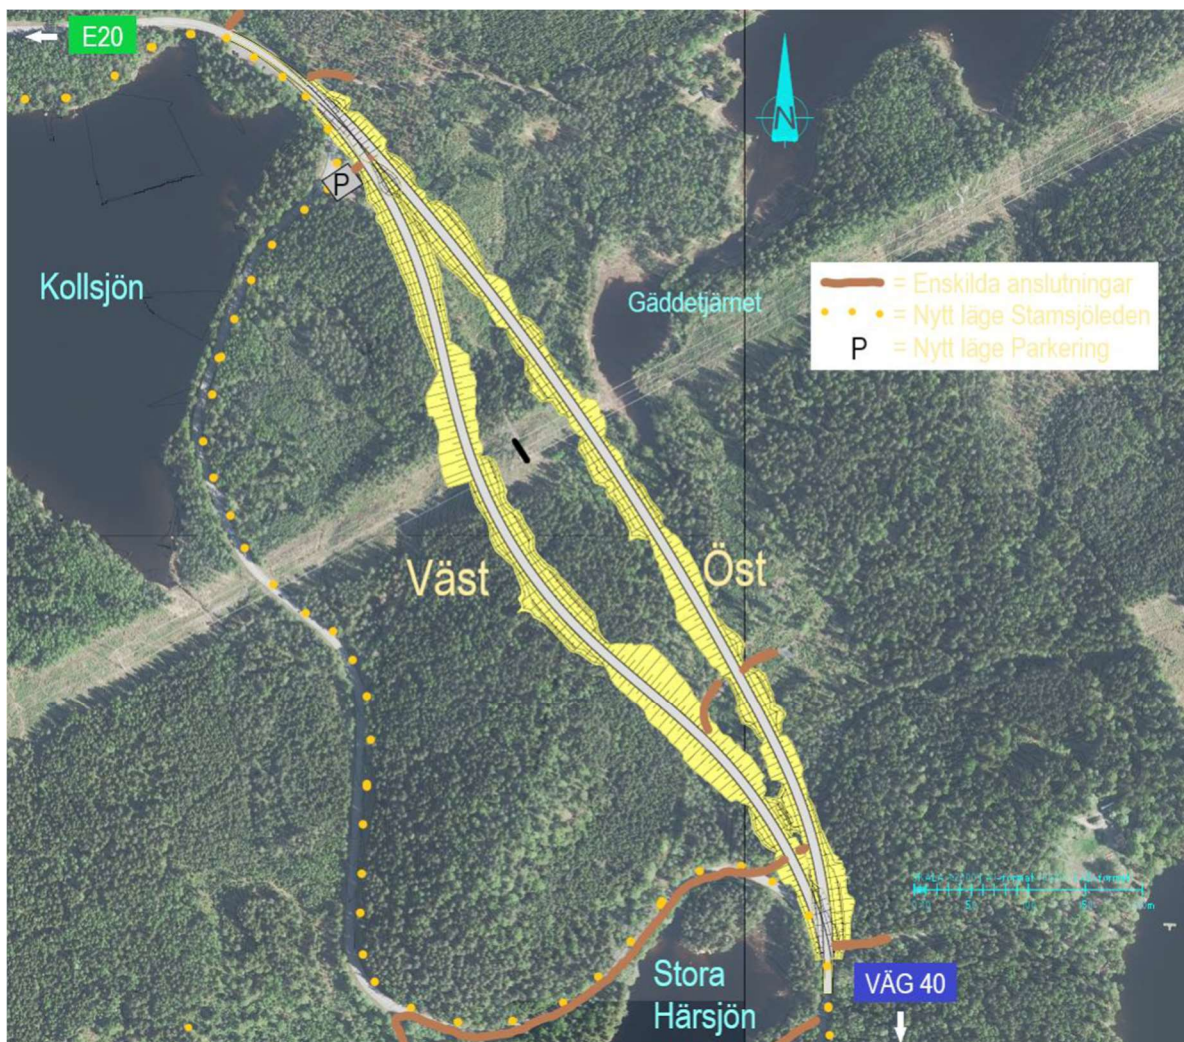 E20
N
P
Kollsjön
Gäddetjärnet
= Enskilda anslutningar
= Nytt läge Stamsjöleden
P = Nytt läge Parkering
Väst
Öst
Stora
Härsjön
VÄG 40